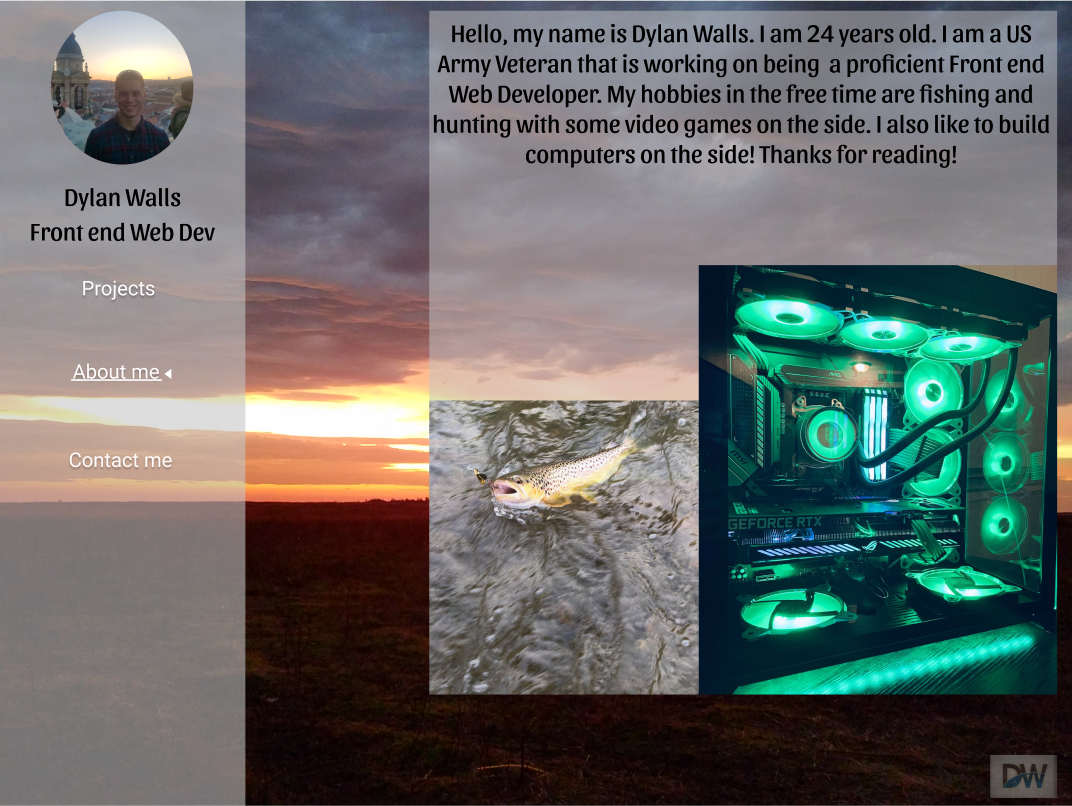 Dylan Walls
Front end Web Dev
Projects
About me
Contact me
Hello, my name is Dylan Walls. I am 24 years old. I am a US
Army Veteran that is working on being  a proficient Front end
Web Developer. My hobbies in the free time are fishing and
hunting with some video games on the side. I also like to build
computers on the side! Thanks for reading!
GEFORCE RTX
DW